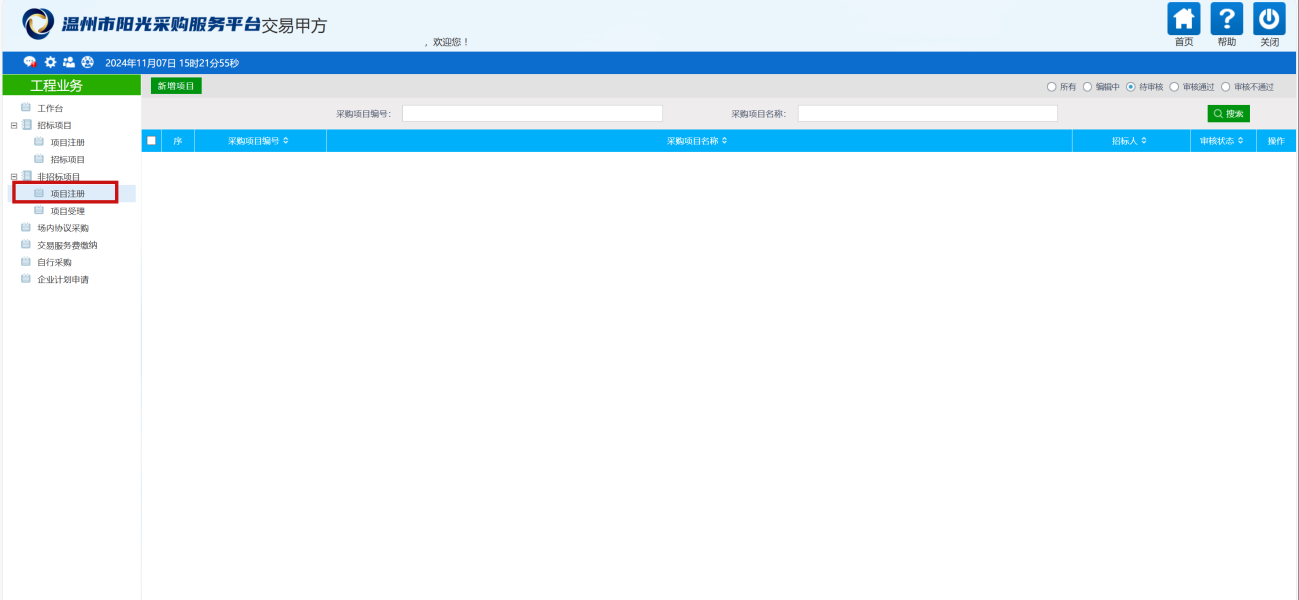 温州市阳光采购服务平台交易甲方
，欢迎您！
首页 帮助 关闭
2024年11月07日 15时21分55秒
工程业务
新增项目
所有 编辑中 待审核 审核通过 审核不通过
工作台
招标项目
项目注册
招标项目
非招标项目
项目注册
项目受理
场内协议采购
交易服务费缴纳
自行采购
企业计划申请
采购项目编号：
采购项目名称：
搜索
序 采购项目编号 采购项目名称 招标人 审核状态 操作